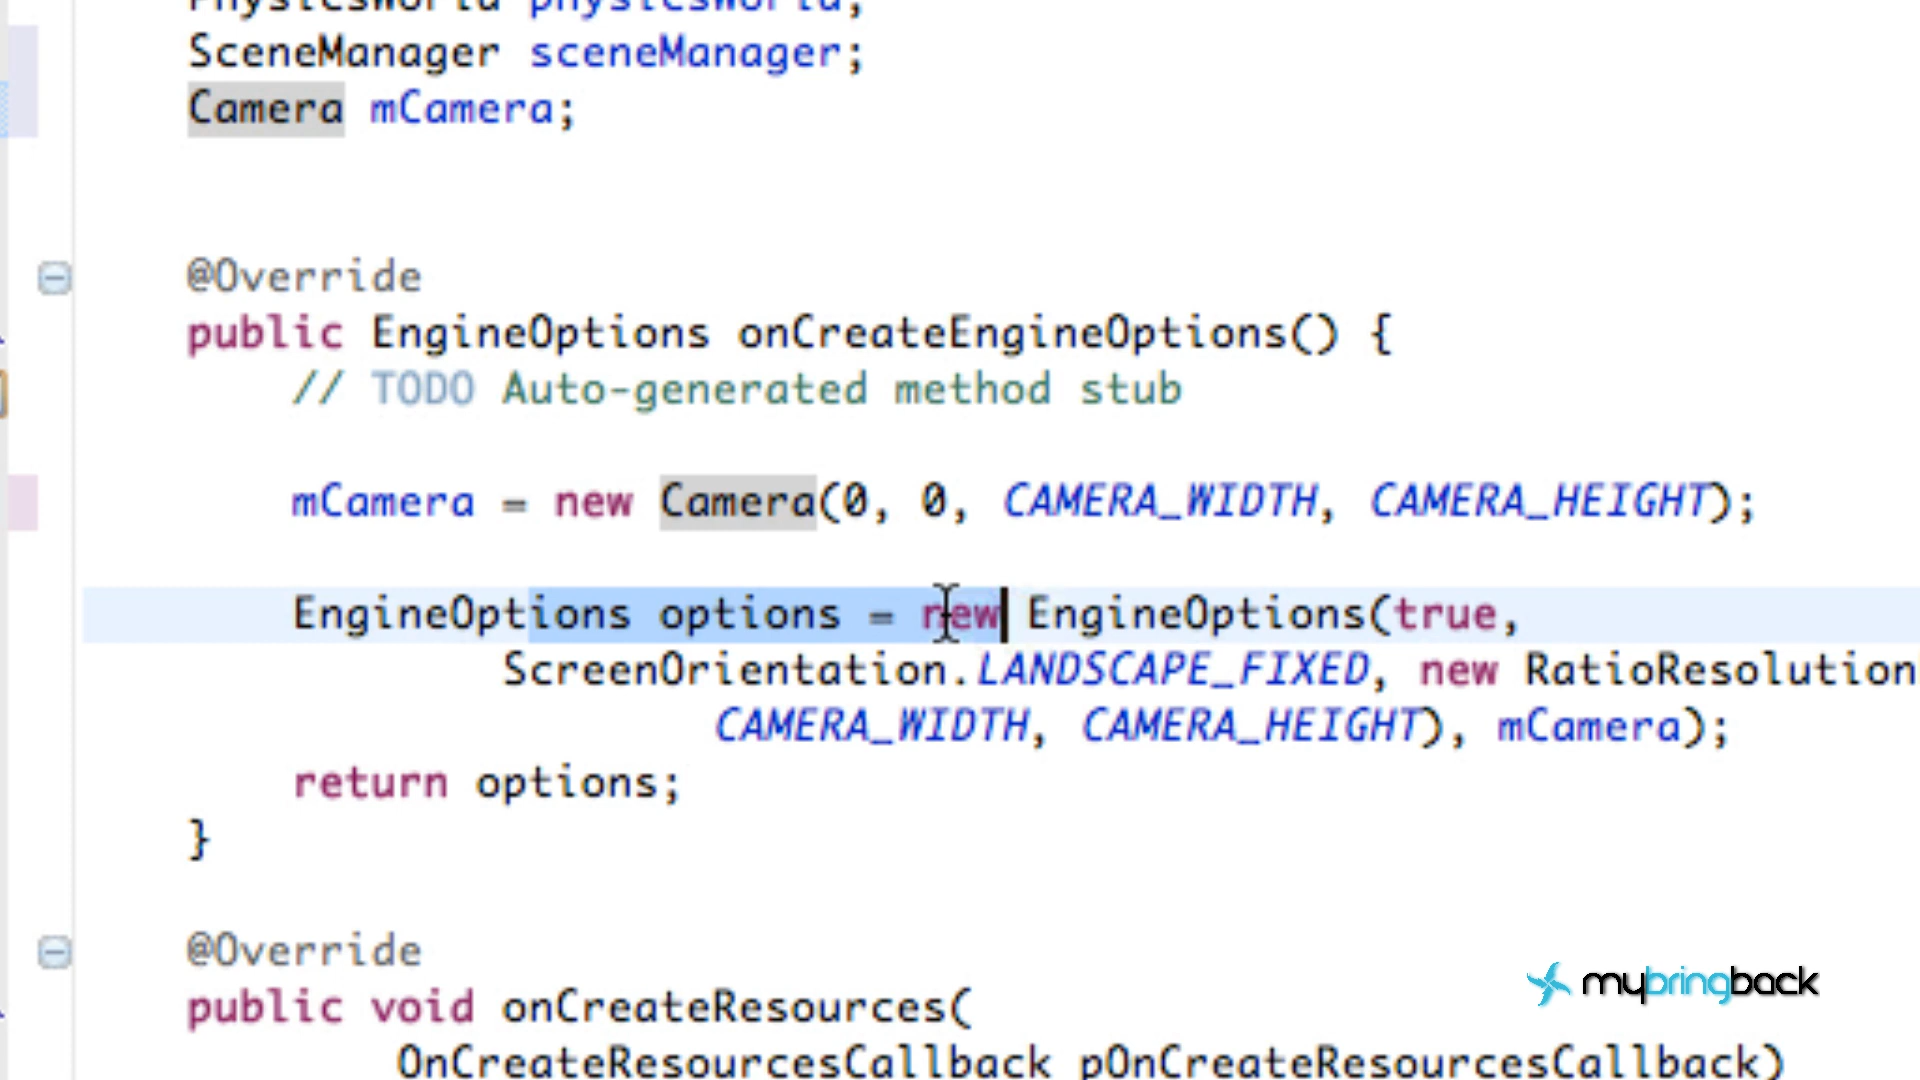 PhysicsWorld physicsWorld;
SceneManager sceneManager;
Camera mCamera;
@Override
public EngineOptions onCreateEngineOptions() {
// TODO Auto-generated method stub
mCamera = new Camera(0, 0, CAMERA_WIDTH, CAMERA_HEIGHT);
EngineOptions options = new EngineOptions(true,
ScreenOrientation.LANDSCAPE_FIXED, new RatioResolution
CAMERA_WIDTH, CAMERA_HEIGHT), mCamera);
return options;
}
@Override
public void onCreateResources(
OnCreateResourcesCallback pOnCreateResourcesCallback)
mybringback